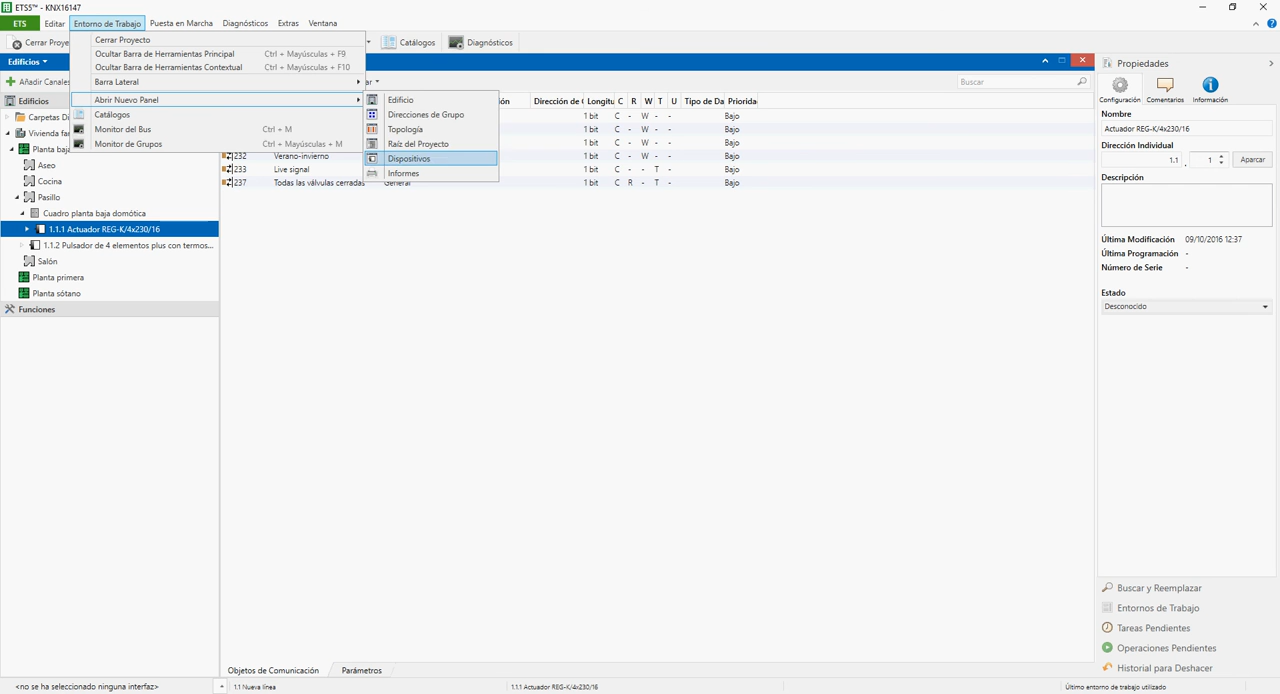 ETS5™ - KNX16147
ETS Editar Entorno de Trabajo Puesta en Marcha Diagnósticos Extras Ventana
Cerrar Proye Catálogos Diagnósticos
Cerrar Proyecto
Ocultar Barra de Herramientas Principal Ctrl + Mayúsculas + F9
Ocultar Barra de Herramientas Contextual Ctrl + Mayúsculas + F10
Barra Lateral
Abrir Nuevo Panel
Catálogos
Monitor del Bus Ctrl + M
Monitor de Grupos Ctrl + Mayúsculas + M
Edificio
Direcciones de Grupo
Topología
Raíz del Proyecto
Dispositivos
Informes
Edificios
Añadir Canales
ar
Buscar
Edificios
Carpetas Di
Vivienda fa
Planta baja
Aseo
Cocina
Pasillo
Cuadro planta baja domótica
1.1.1 Actuador REG-K/4x230/16
1.1.2 Pulsador de 4 elementos plus con termos...
Salón
Planta primera
Planta sótano
Funciones
ión Dirección de G Longitu C R W T U Tipo de Da Priorida
1 bit C - W - - Bajo
1 bit C - W - - Bajo
1 bit C - W - - Bajo
232 Verano-invierno 1 bit C - W - - Bajo
233 Live signal 1 bit C - - T - Bajo
237 Todas las válvulas cerradas General 1 bit C R - T - Bajo
Objetos de Comunicación Parámetros
Propiedades
Configuración Comentarios Información
Nombre
Actuador REG-K/4x230/16
Dirección Individual
1.1 . 1 Aparcar
Descripción
Última Modificación 09/10/2016 12:37
Última Programación -
Número de Serie -
Estado
Desconocido
Buscar y Reemplazar
Entornos de Trabajo
Tareas Pendientes
Operaciones Pendientes
Historial para Deshacer
<no se ha seleccionado ninguna interfaz> 1.1 Nueva línea 1.1.1 Actuador REG-K/4x230/16 Último entorno de trabajo utilizado